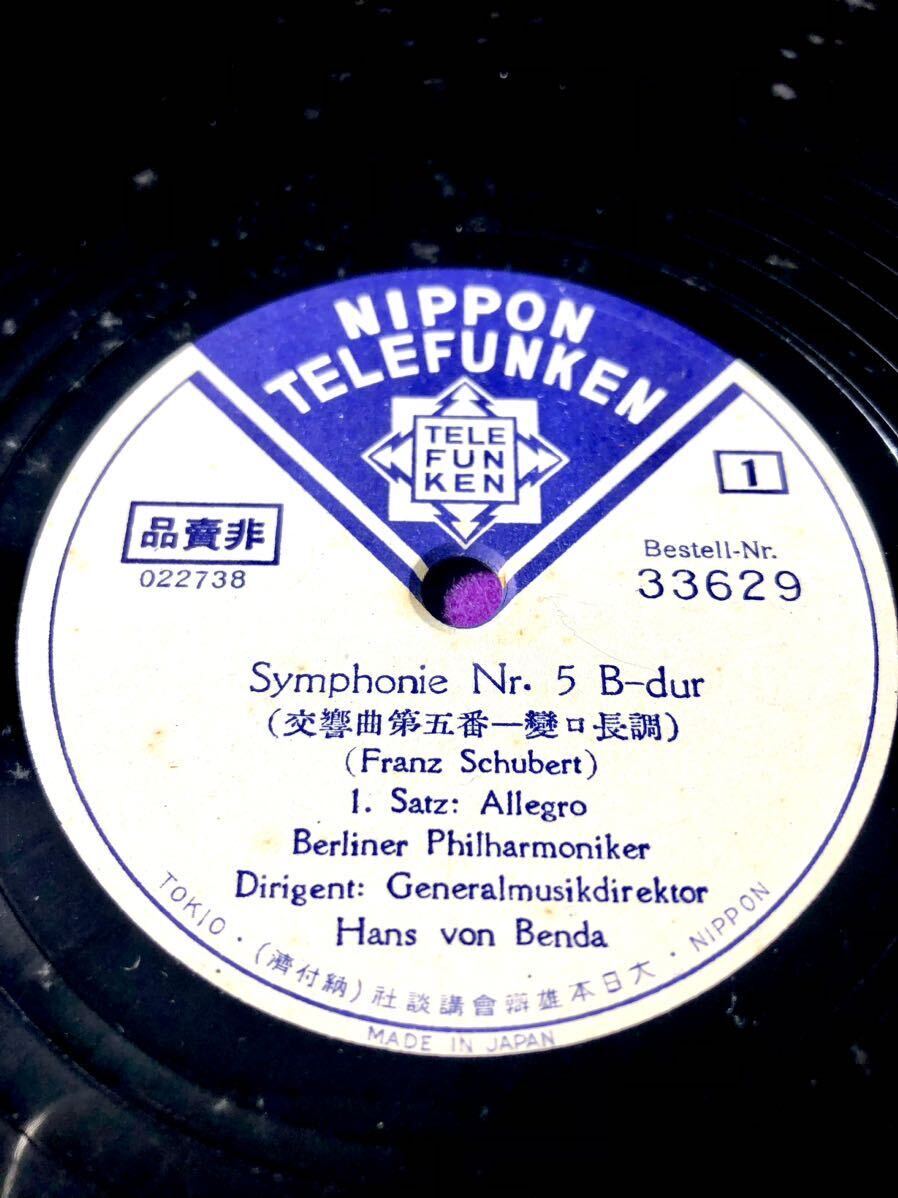 NIPPON
TELEFUNKEN
TELE
FUN
KEN
1
品賣非
022738
Bestell-Nr.
33629
Symphonie Nr. 5 B-dur
(交響曲第五番—變ロ長調)
(Franz Schubert)
1. Satz: Allegro
Berliner Philharmoniker
Dirigent: Generalmusikdirektor
Hans von Benda
TOKIO · (濟付納) 社談講會辯雄本日大 · NIPPON
MADE IN JAPAN